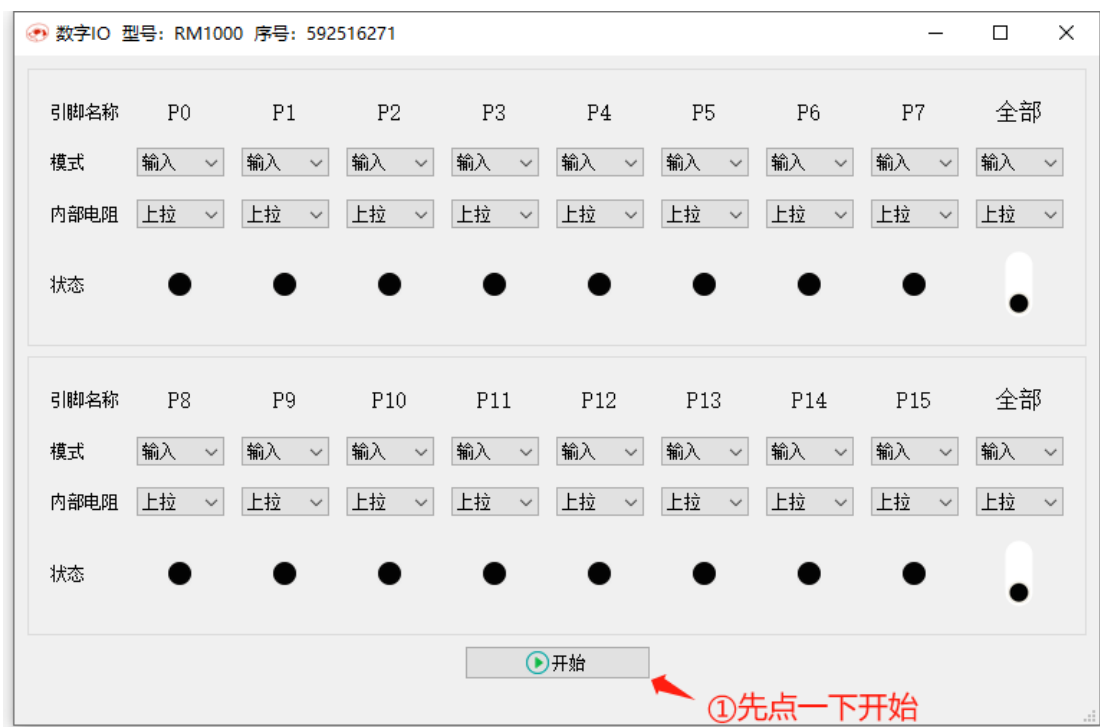 数字IO 型号：RM1000 序号：592516271
引脚名称 P0 P1 P2 P3 P4 P5 P6 P7 全部
模式 输入 输入 输入 输入 输入 输入 输入 输入 输入
内部电阻 上拉 上拉 上拉 上拉 上拉 上拉 上拉 上拉 上拉
状态
引脚名称 P8 P9 P10 P11 P12 P13 P14 P15 全部
模式 输入 输入 输入 输入 输入 输入 输入 输入 输入
内部电阻 上拉 上拉 上拉 上拉 上拉 上拉 上拉 上拉 上拉
状态
开始
①先点一下开始